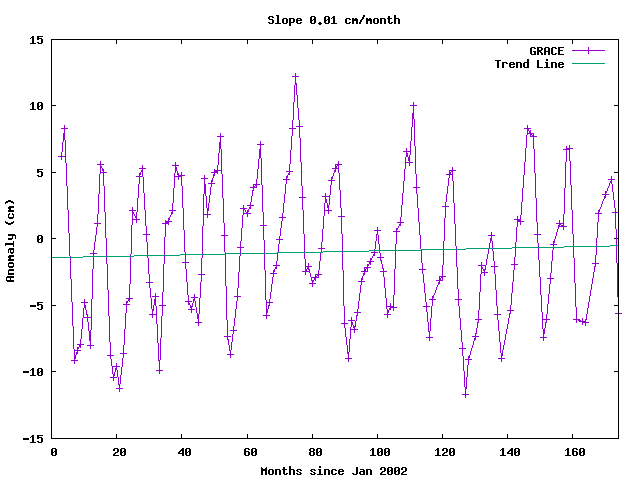 Slope 0.01 cm/month
GRACE
Trend Line
15
10
5
0
-5
-10
-15
Anomaly (cm)
0 20 40 60 80 100 120 140 160
Months since Jan 2002